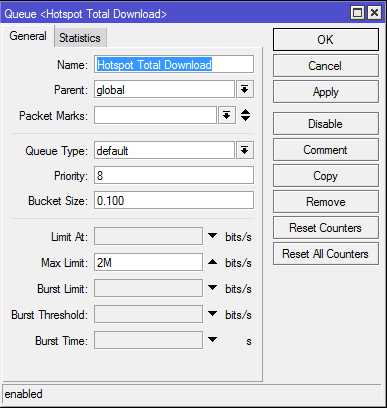 Queue <Hotspot Total Download>
General Statistics
Name: Hotspot Total Download
Parent: global
Packet Marks:
Queue Type: default
Priority: 8
Bucket Size: 0.100
Limit At: bits/s
Max Limit: 2M bits/s
Burst Limit: bits/s
Burst Threshold: bits/s
Burst Time: s
OK
Cancel
Apply
Disable
Comment
Copy
Remove
Reset Counters
Reset All Counters
enabled